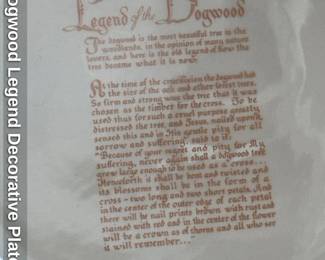 Legend of the Dogwood
The dogwood is the most beautiful tree in the
woodlands, in the opinion of many nature
lovers, and here is the old legend of how the
tree became what it is now:
At the time of the crucifixion the dogwood had
the size of the oak and other forest trees.
So firm and strong was the tree that it was
chosen as the timber for the cross. To be
used thus for such a cruel purpose greatly
distressed the tree, and Jesus, nailed upon it,
sensed this and in His gentle pity for all
sorrow and suffering, said to it:
"Because of your regret and pity for My
suffering, never again shall a dogwood tree
grow large enough to be used as a cross...
Henceforth it shall be bent and twisted and
its blossoms shall be in the form of a
cross - two long and two short petals. And
in the center of the outer edge of each petal
there will be nail prints brown with rust and
stained with red and in the center of the flower
will be a crown of thorns and all who see
it will remember..."
Dogwood Legend Decorative Plate